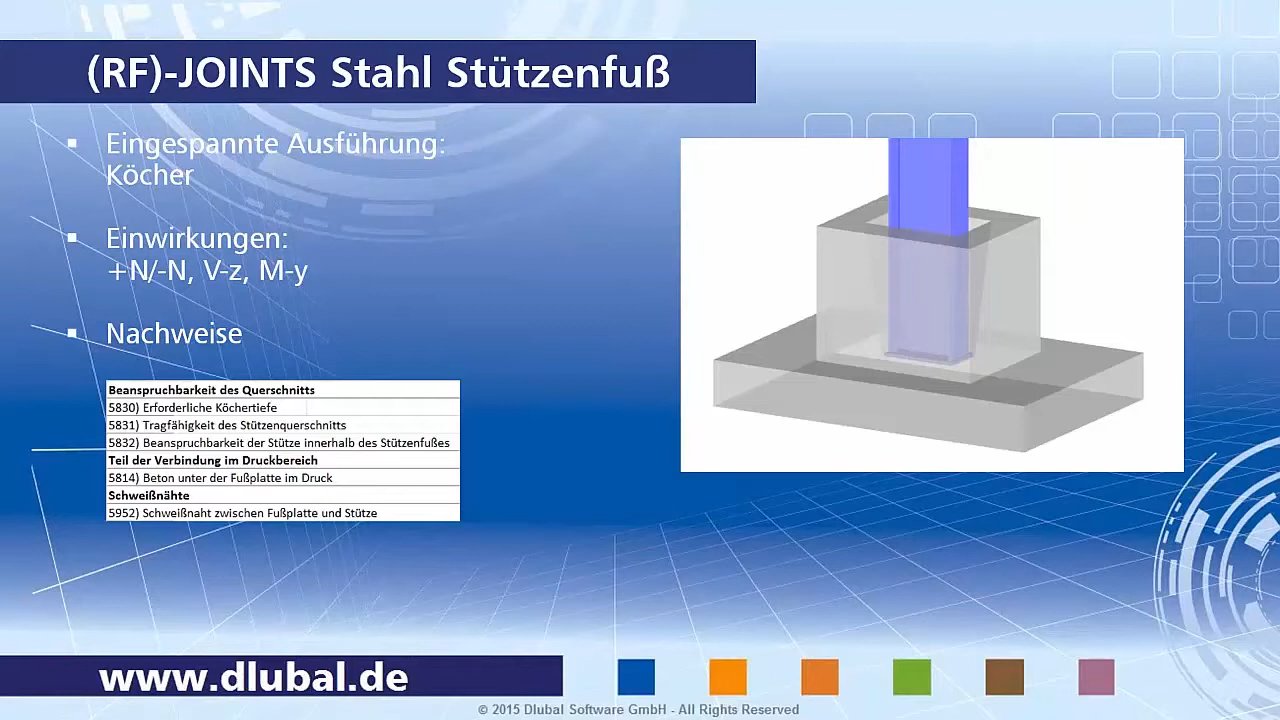 (RF)-JOINTS Stahl Stützenfuß
Eingespannte Ausführung:
Köcher
Einwirkungen:
+N/-N, V-z, M-y
Nachweise
Beanspruchbarkeit des Querschnitts
5830) Erforderliche Köchertiefe
5831) Tragfähigkeit des Stützenquerschnitts
5832) Beanspruchbarkeit der Stütze innerhalb des Stützenfußes
Teil der Verbindung im Druckbereich
5814) Beton unter der Fußplatte im Druck
Schweißnähte
5952) Schweißnaht zwischen Fußplatte und Stütze
www.dlubal.de
© 2015 Dlubal Software GmbH - All Rights Reserved